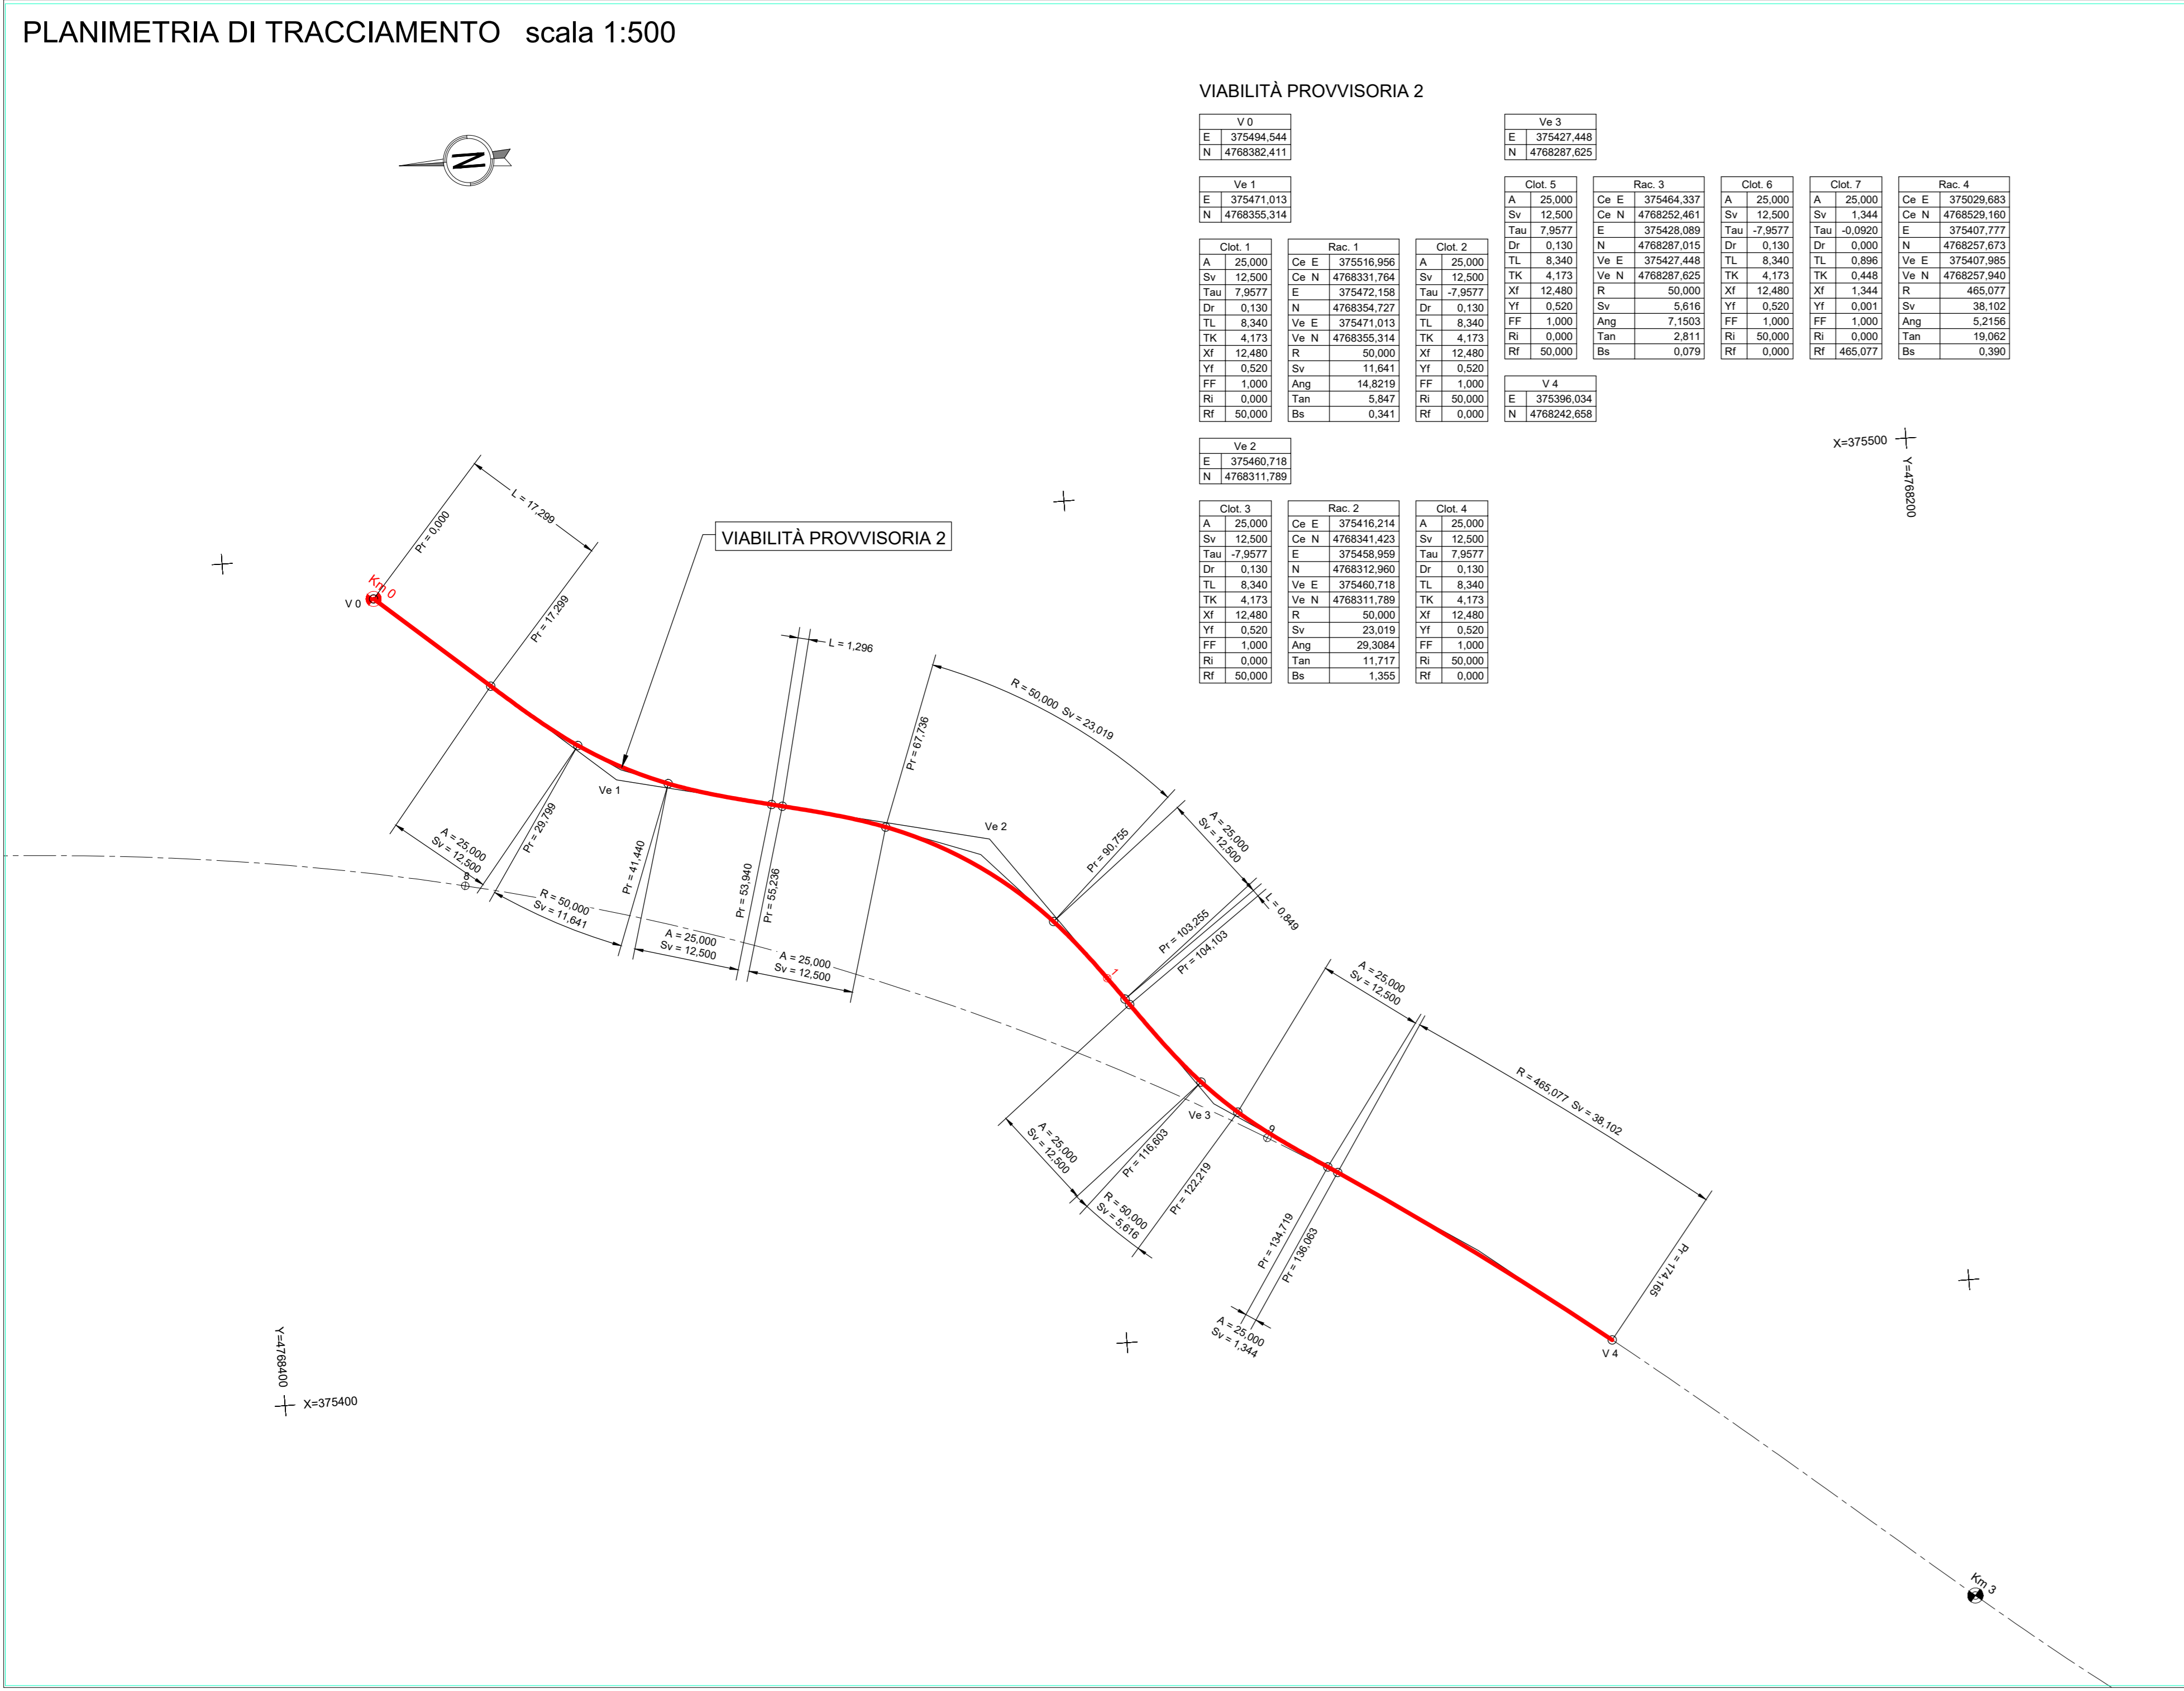 PLANIMETRIA DI TRACCIAMENTO scala 1:500
VIABILITÀ PROVVISORIA 2
V 0
E 375494,544
N 4768382,411
Ve 1
E 375471,013
N 4768355,314
Clot. 1
A 25,000
Sv 12,500
Tau 7,9577
Dr 0,130
TL 8,340
TK 4,173
Xf 12,480
Yf 0,520
FF 1,000
Ri 0,000
Rf 50,000
Rac. 1
Ce E 375516,956
Ce N 4768331,764
E 375472,158
N 4768354,727
Ve E 375471,013
Ve N 4768355,314
R 50,000
Sv 11,641
Ang 14,8219
Tan 5,847
Bs 0,341
Clot. 2
A 25,000
Sv 12,500
Tau -7,9577
Dr 0,130
TL 8,340
TK 4,173
Xf 12,480
Yf 0,520
FF 1,000
Ri 50,000
Rf 0,000
Ve 2
E 375460,718
N 4768311,789
Clot. 3
A 25,000
Sv 12,500
Tau -7,9577
Dr 0,130
TL 8,340
TK 4,173
Xf 12,480
Yf 0,520
FF 1,000
Ri 0,000
Rf 50,000
Rac. 2
Ce E 375416,214
Ce N 4768341,423
E 375458,959
N 4768312,960
Ve E 375460,718
Ve N 4768311,789
R 50,000
Sv 23,019
Ang 29,3084
Tan 11,717
Bs 1,355
Clot. 4
A 25,000
Sv 12,500
Tau 7,9577
Dr 0,130
TL 8,340
TK 4,173
Xf 12,480
Yf 0,520
FF 1,000
Ri 50,000
Rf 0,000
Ve 3
E 375427,448
N 4768287,625
Clot. 5
A 25,000
Sv 12,500
Tau 7,9577
Dr 0,130
TL 8,340
TK 4,173
Xf 12,480
Yf 0,520
FF 1,000
Ri 0,000
Rf 50,000
Rac. 3
Ce E 375464,337
Ce N 4768252,461
E 375428,089
N 4768287,015
Ve E 375427,448
Ve N 4768287,625
R 50,000
Sv 5,616
Ang 7,1503
Tan 2,811
Bs 0,079
Clot. 6
A 25,000
Sv 12,500
Tau -7,9577
Dr 0,130
TL 8,340
TK 4,173
Xf 12,480
Yf 0,520
FF 1,000
Ri 50,000
Rf 0,000
Clot. 7
A 25,000
Sv 1,344
Tau -0,0920
Dr 0,000
TL 0,896
TK 0,448
Xf 1,344
Yf 0,001
FF 1,000
Ri 0,000
Rf 465,077
Rac. 4
Ce E 375029,683
Ce N 4768529,160
E 375407,777
N 4768257,673
Ve E 375407,985
Ve N 4768257,940
R 465,077
Sv 38,102
Ang 5,2156
Tan 19,062
Bs 0,390
V 4
E 375396,034
N 4768242,658
N
X=375500
Y=4768200
L = 17,299
Pr = 0,000
VIABILITÀ PROVVISORIA 2
Km 0
V 0
Pr = 17,299
L = 1,296
R = 50,000 Sv = 23,019
Pr = 67,736
Ve 1
Ve 2
A = 25,000
Sv = 12,500
8
Pr = 29,799
R = 50,000
Sv = 11,641
Pr = 41,440
A = 25,000
Sv = 12,500
Pr = 53,940
Pr = 55,236
A = 25,000
Sv = 12,500
Pr = 90,755
A = 25,000
Sv = 12,500
L = 0,849
Pr = 103,255
Pr = 104,103
1
A = 25,000
Sv = 12,500
R = 465,077 Sv = 38,102
Ve 3
9
A = 25,000
Sv = 12,500
Pr = 116,603
R = 50,000
Sv = 5,616
Pr = 122,219
Pr = 134,719
Pr = 136,063
A = 25,000
Sv = 1,344
Pr = 174,165
V 4
Y=4768400
X=375400
Km 3